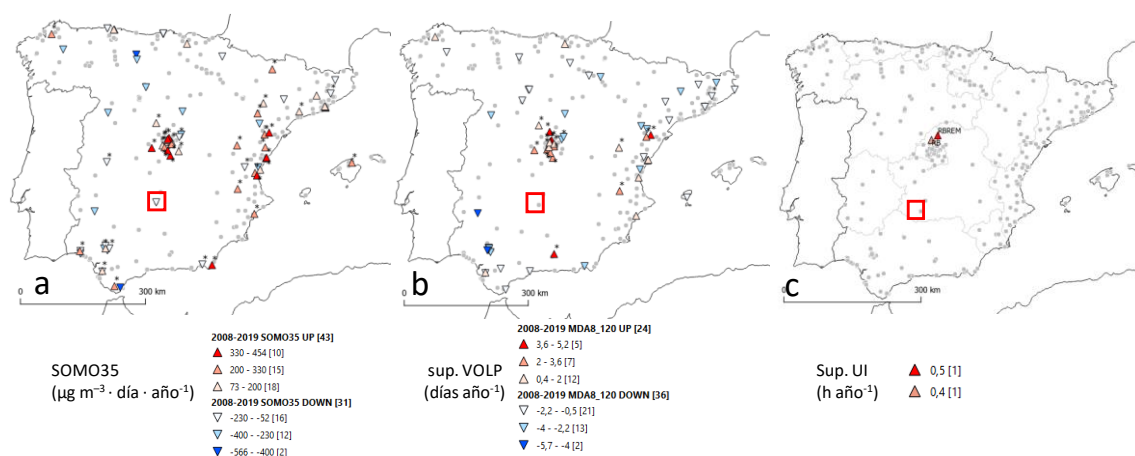 a
300 km
b
300 km
RBREM
c
300 km
SOMO35
(µg m⁻³ · día · año⁻¹)
2008-2019 SOMO35 UP [43]
330 - 454 [10]
200 - 330 [15]
73 - 200 [18]
2008-2019 SOMO35 DOWN [31]
-230 - -52 [16]
-400 - -230 [12]
-566 - -400 [2]
sup. VOLP
(días año⁻¹)
2008-2019 MDA8_120 UP [24]
3,6 - 5,2 [5]
2 - 3,6 [7]
0,4 - 2 [12]
2008-2019 MDA8_120 DOWN [36]
-2,2 - -0,5 [21]
-4 - -2,2 [13]
-5,7 - -4 [2]
Sup. UI
(h año⁻¹)
0,5 [1]
0,4 [1]